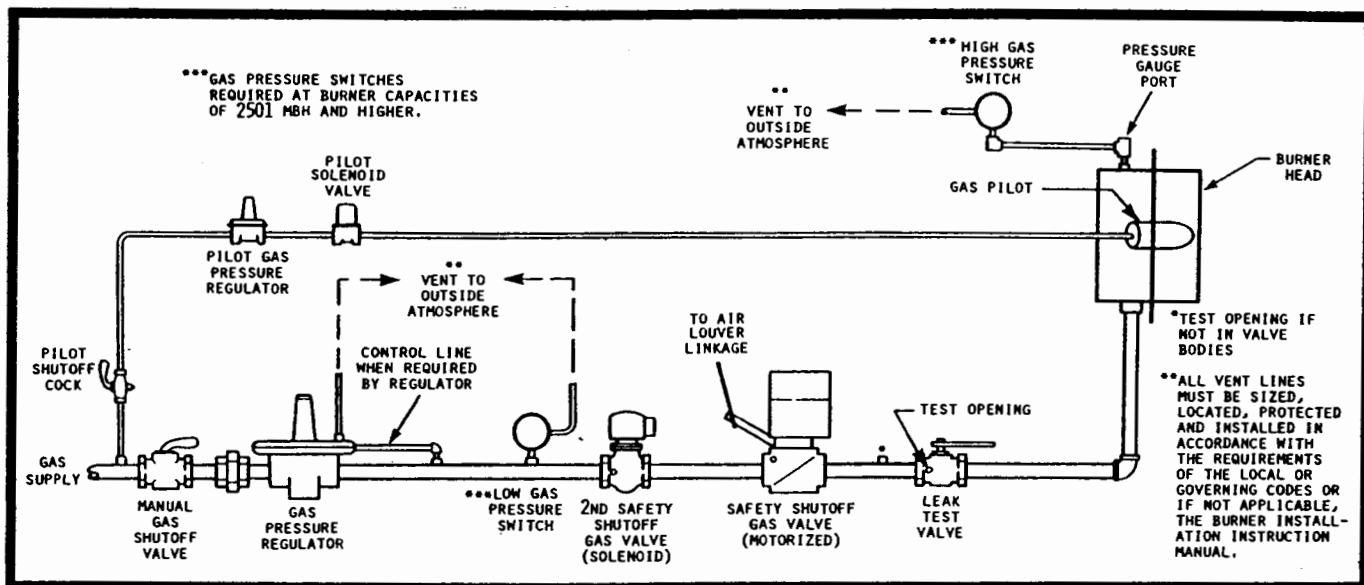 ***GAS PRESSURE SWITCHES
REQUIRED AT BURNER CAPACITIES
OF 2501 MBH AND HIGHER.
***HIGH GAS
PRESSURE
SWITCH
PRESSURE
GAUGE
PORT
**
VENT TO
OUTSIDE
ATMOSPHERE
BURNER
HEAD
GAS PILOT
PILOT
SOLENOID
VALVE
PILOT GAS
PRESSURE
REGULATOR
**
VENT TO
OUTSIDE
ATMOSPHERE
PILOT
SHUTOFF
COCK
CONTROL LINE
WHEN REQUIRED
BY REGULATOR
TO AIR
LOUVER
LINKAGE
*TEST OPENING IF
NOT IN VALVE
BODIES
**ALL VENT LINES
MUST BE SIZED,
LOCATED, PROTECTED
AND INSTALLED IN
ACCORDANCE WITH
THE REQUIREMENTS
OF THE LOCAL OR
GOVERNING CODES OR
IF NOT APPLICABLE,
THE BURNER INSTALL-
ATION INSTRUCTION
MANUAL.
TEST OPENING
*
GAS
SUPPLY
MANUAL
GAS
SHUTOFF
VALVE
GAS
PRESSURE
REGULATOR
***LOW GAS
PRESSURE
SWITCH
2ND SAFETY
SHUTOFF
GAS VALVE
(SOLENOID)
SAFETY SHUTOFF
GAS VALVE
(MOTORIZED)
LEAK
TEST
VALVE